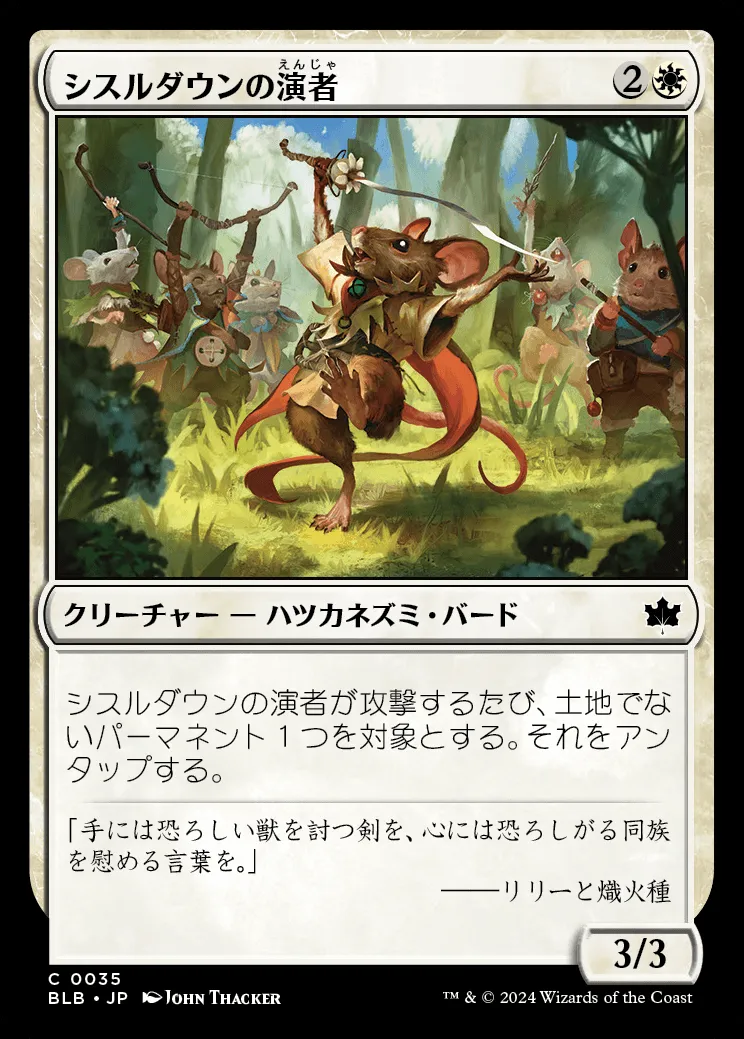 えんじゃ
シスルダウンの演者 2
クリーチャー — ハツカネズミ・バード
シスルダウンの演者が攻撃するたび、土地でな
いパーマネント1つを対象とする。それをアン
タップする。
「手には恐ろしい獣を討つ剣を、心には恐ろしがる同族
を慰める言葉を。」
――リリーと熾火種
3/3
C 0035
BLB • JP John Thacker
™ & © 2024 Wizards of the Coast